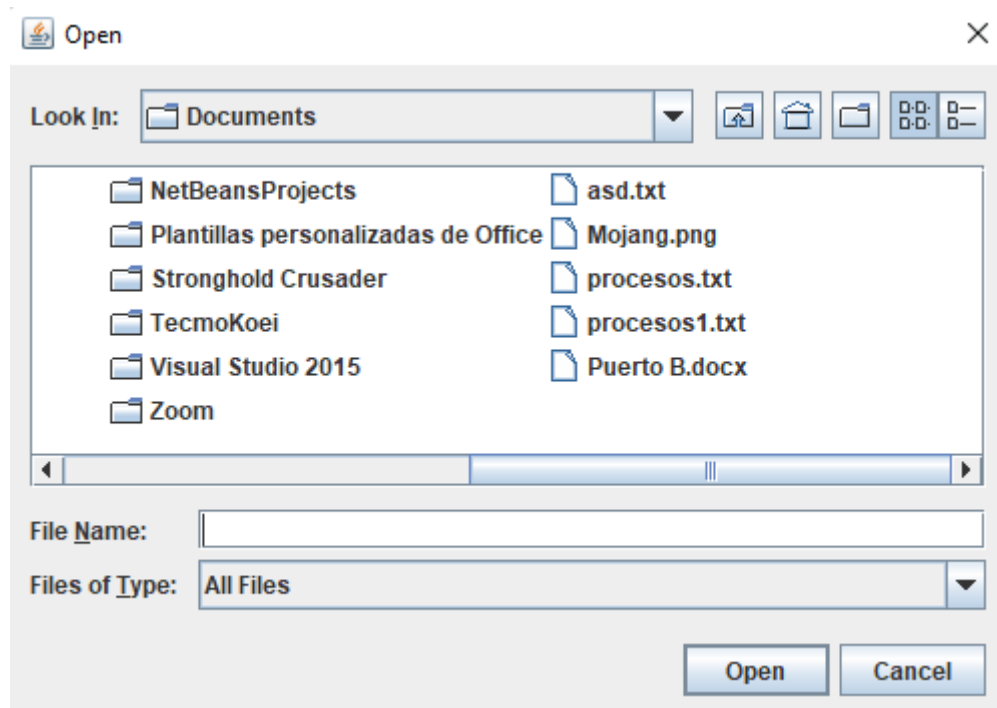 Open
Look In: Documents
NetBeansProjects
Plantillas personalizadas de Office
Stronghold Crusader
TecmoKoei
Visual Studio 2015
Zoom
asd.txt
Mojang.png
procesos.txt
procesos1.txt
Puerto B.docx
File Name:
Files of Type: All Files
Open Cancel